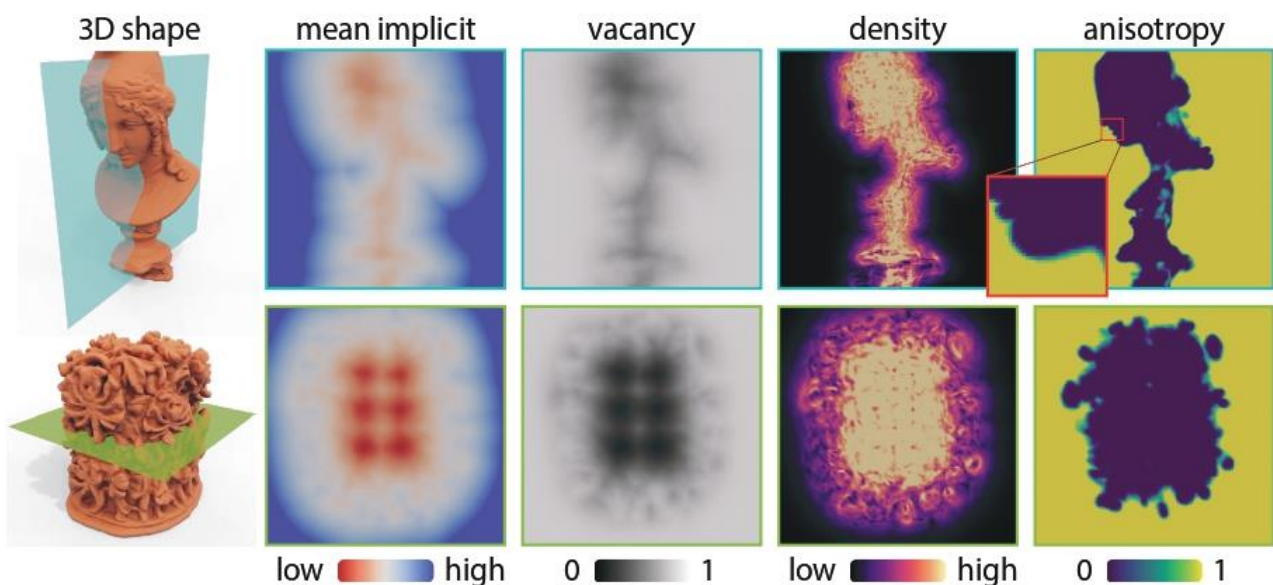 3D shape mean implicit vacancy density anisotropy
low high 0 1 low high 0 1